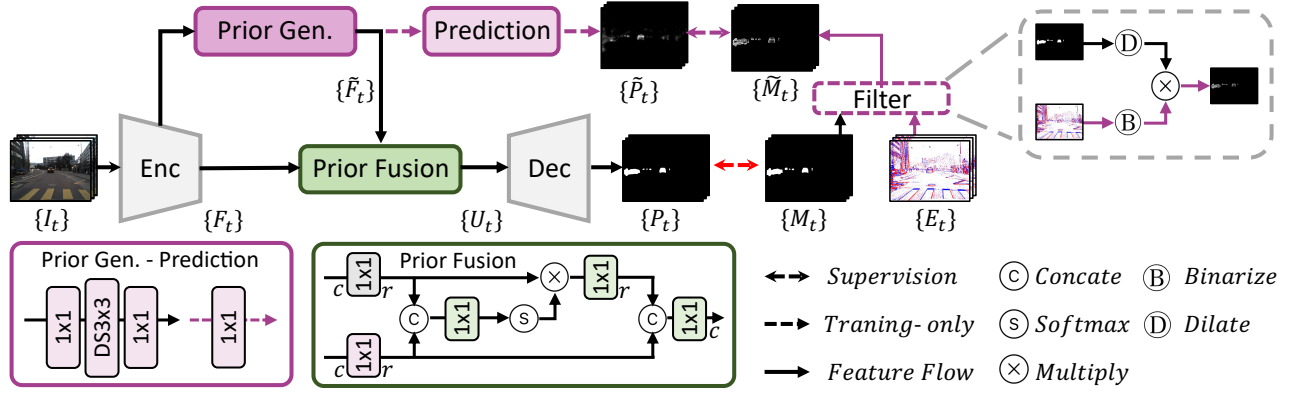 Prior Gen.
Prediction
{F̃_t}
{P̃_t}
{M̃_t}
Filter
D
×
B
Enc
Prior Fusion
Dec
{I_t}
{F_t}
{U_t}
{P_t}
{M_t}
{E_t}
Prior Gen. - Prediction
1x1
DS3x3
1x1
1x1
Prior Fusion
c
1x1
r
C
1x1
S
×
1x1
r
C
1x1
c
c
1x1
r
Supervision
Traning- only
Feature Flow
C Concate
S Softmax
× Multiply
B Binarize
D Dilate